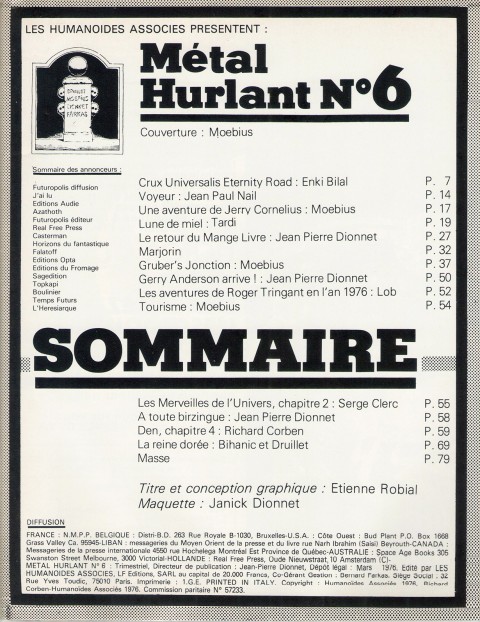 LES HUMANOIDES ASSOCIES PRESENTENT :
Métal
Hurlant N°6
Couverture : Moebius
Sommaire des annonceurs :
Futuropolis diffusion
J'ai lu
Editions Audie
Azathoth
Futuropolis éditeur
Real Free Press
Casterman
Horizons du fantastique
Falatoff
Editions Opta
Editions du Fromage
Sagedition
Topkapi
Boulinier
Temps Futurs
L'Heresiarque
Crux Universalis Eternity Road : Enki Bilal P. 7
Voyeur : Jean Paul Nail P. 14
Une aventure de Jerry Cornelius : Moebius P. 17
Lune de miel : Tardi P. 19
Le retour du Mange Livre : Jean Pierre Dionnet P. 27
Marjorin P. 32
Gruber's Jonction : Moebius P. 37
Gerry Anderson arrive ! : Jean Pierre Dionnet P. 50
Les aventures de Roger Tringant en l'an 1976 : Lob P. 52
Tourisme : Moebius P. 54
SOMMAIRE
Les Merveilles de l'Univers, chapitre 2 : Serge Clerc P. 55
A toute birzingue : Jean Pierre Dionnet P. 58
Den, chapitre 4 : Richard Corben P. 59
La reine dorée : Bihanic et Druillet P. 69
Masse P. 79
Titre et conception graphique : Etienne Robial
Maquette : Janick Dionnet
DIFFUSION
FRANCE : N.M.P.P. BELGIQUE : Distri-B.D. 263 Rue Royale B-1030, Bruxelles-U.S.A. : Côte Ouest : Bud Plant P.O. Box 1668
Grass Valley Ca. 95945-LIBAN : messageries du Moyen Orient de la presse et du livre rue Narh Ibrahim (Saisi) Beyrouth-CANADA :
Messageries de la presse internationale 4550 rue Hochelega Montréal Est Province de Québec-AUSTRALIE : Space Age Books 305
Swanston Street Melbourne, 3000 Victorial-HOLLANDE : Real Free Press, Oude Nieuwstraat, 10 Amsterdam (C)-
METAL HURLANT N° 6 : Trimestriel, Directeur de publication : Jean-Pierre Dionnet, Dépôt légal : Mars 1976. Edité par LES
HUMANOIDES ASSOCIES, LF Editions, SARL au capital de 20.000 Francs, Co-Gérant Gestion : Bernard Farkas. Siège Social : 32
Rue Yves Toudic, 75010 Paris. Imprimerie : I.G.E. PRINTED IN ITALY. Copyright : Humanoïdes Associés 1976, Richard
Corben-Humanoïdes Associés 1976. Commission paritaire N° 57233.